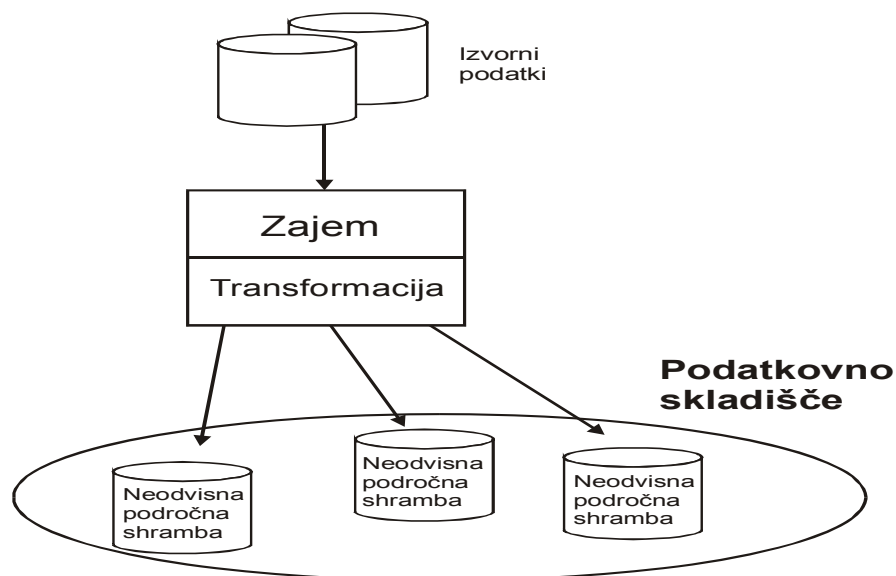 Izvorni
podatki
Zajem
Transformacija
Podatkovno
skladišče
Neodvisna
področna
shramba
Neodvisna
področna
shramba
Neodvisna
področna
shramba